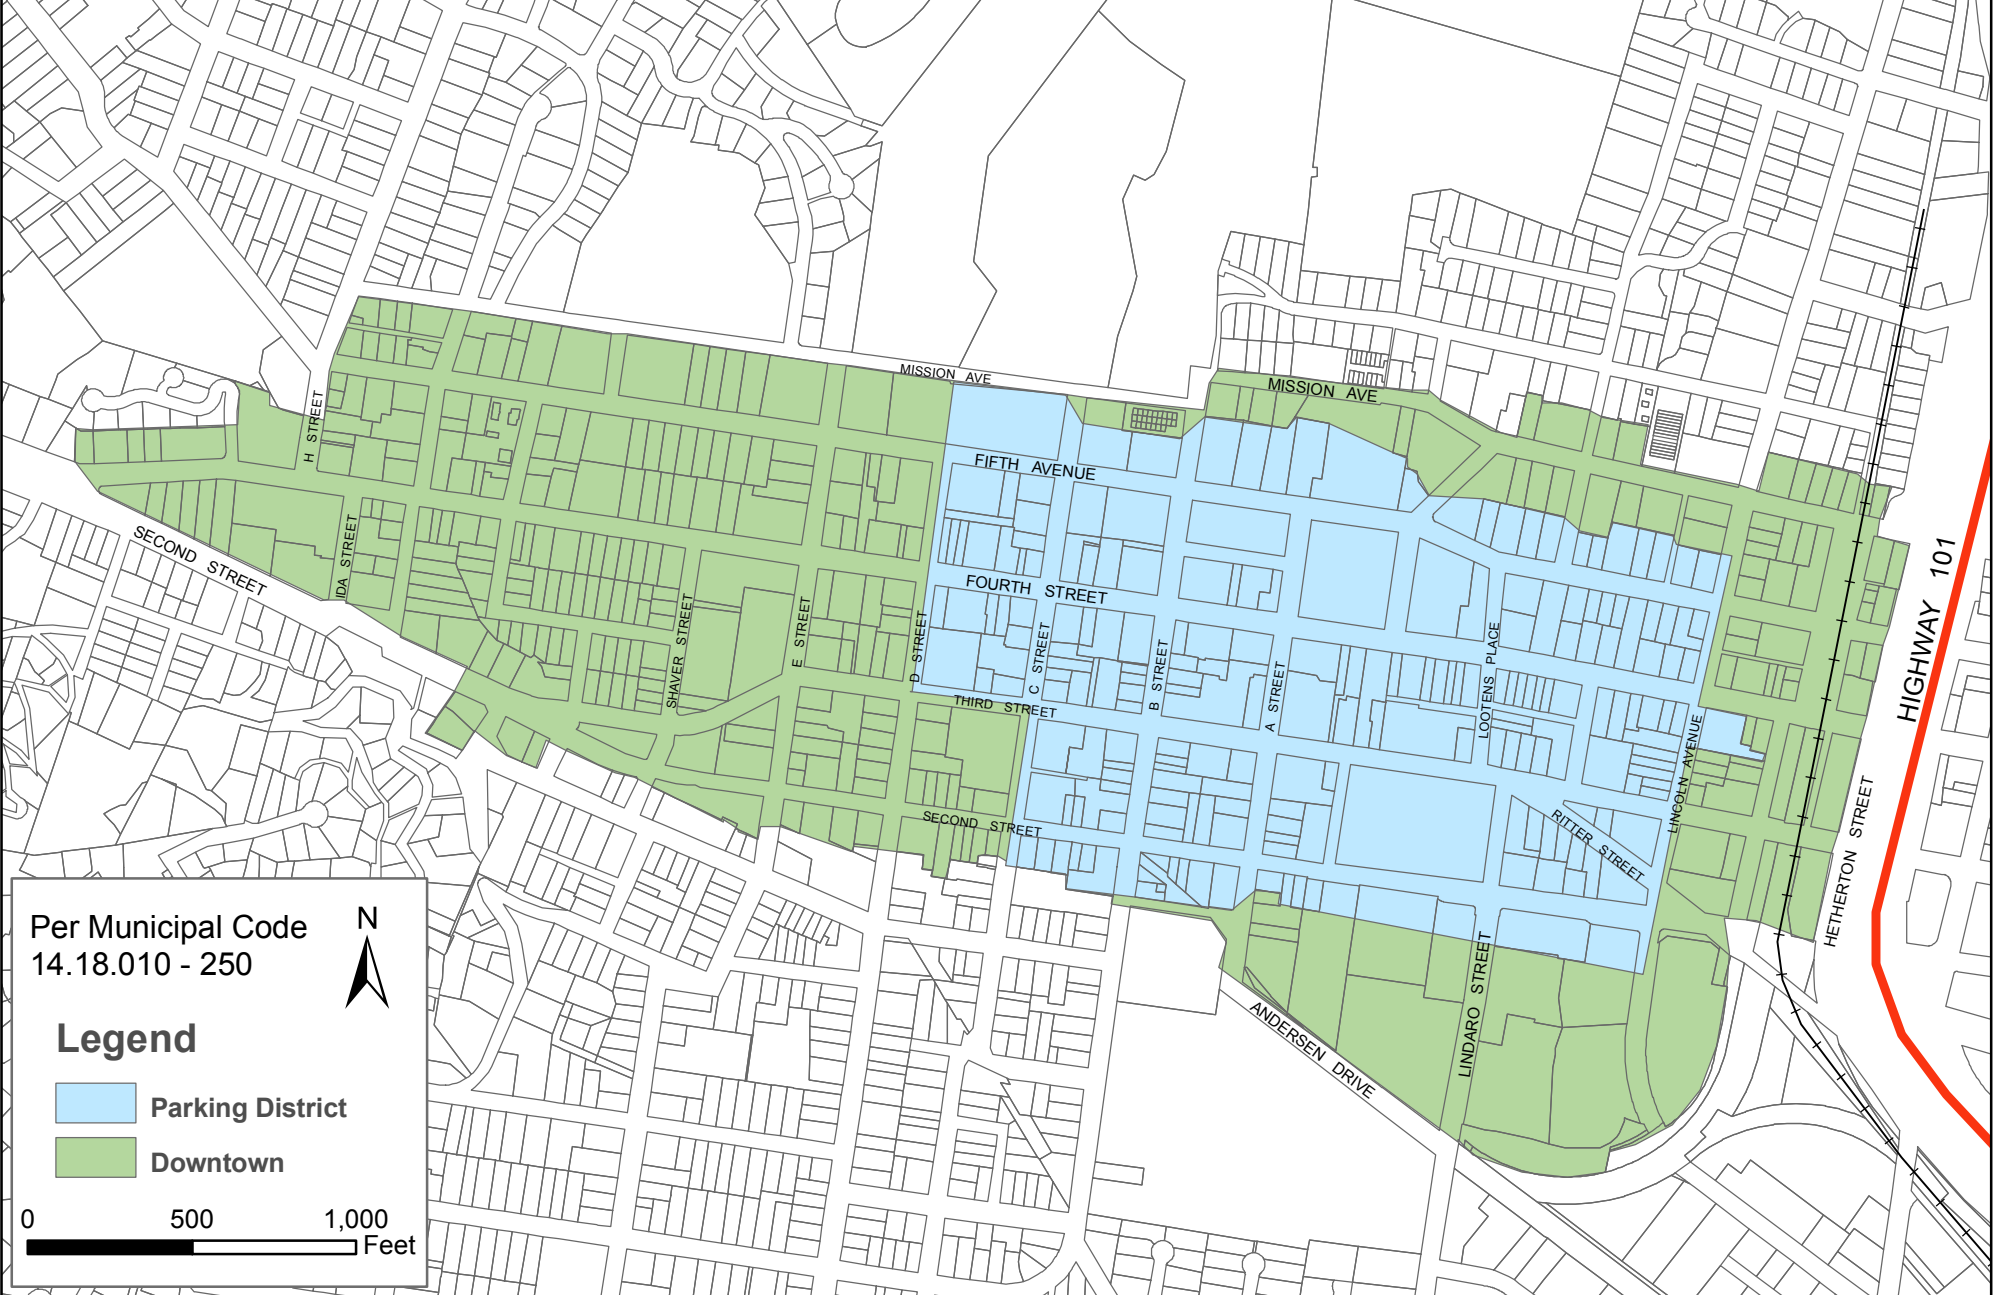 MISSION AVE
MISSION AVE
H STREET
FIFTH AVENUE
SECOND STREET
IDA STREET
HIGHWAY 101
FOURTH STREET
SHAVER STREET
E STREET
D STREET
C STREET
B STREET
A STREET
LOOTENS PLACE
THIRD STREET
LINCOLN AVENUE
SECOND STREET
RITTER STREET
HETHERTON STREET
LINDARO STREET
ANDERSEN DRIVE
Per Municipal Code
14.18.010 - 250
N
Legend
Parking District
Downtown
0 500 1,000
Feet